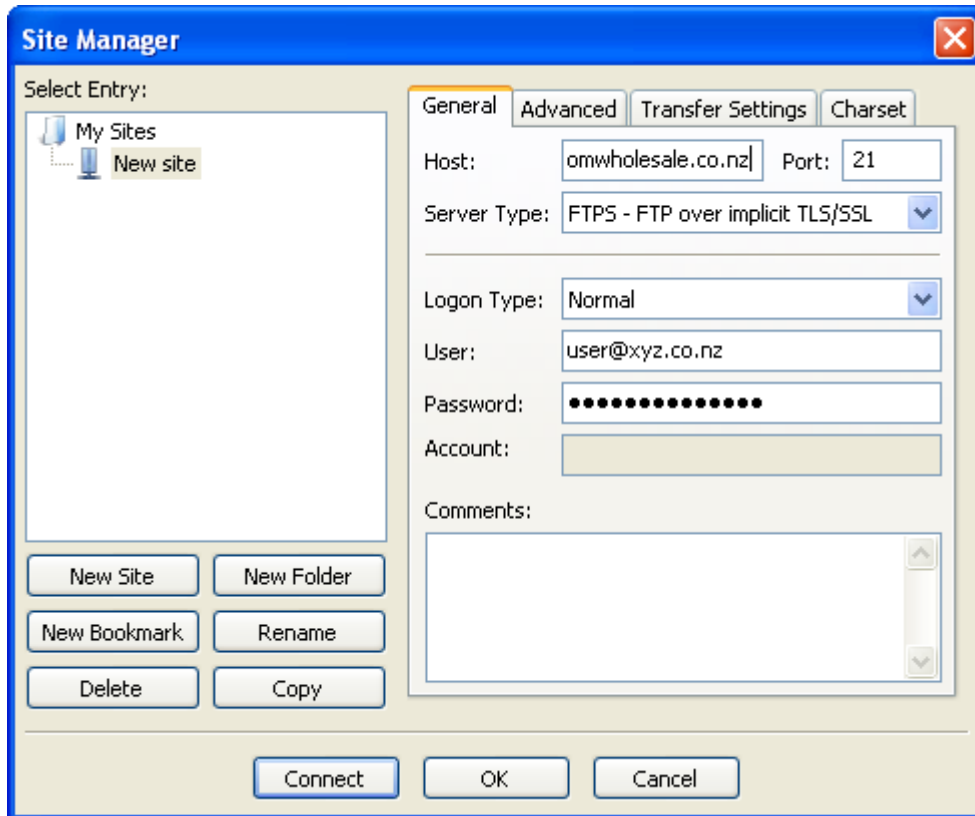 Site Manager
Select Entry:
My Sites
New site
New Site
New Folder
New Bookmark
Rename
Delete
Copy
General
Advanced
Transfer Settings
Charset
Host:
omwholesale.co.nz
Port:
21
Server Type:
FTPS - FTP over implicit TLS/SSL
Logon Type:
Normal
User:
user@xyz.co.nz
Password:
●●●●●●●●●●●●●●
Account:
Comments:
Connect
OK
Cancel